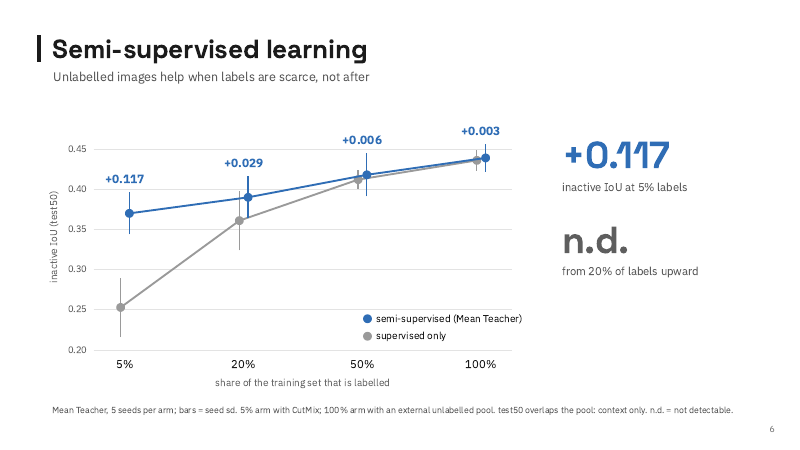 Semi-supervised learning
Unlabelled images help when labels are scarce, not after
+0.117
+0.029
+0.006
+0.003
0.45
0.40
0.35
0.30
0.25
0.20
inactive IoU (test50)
semi-supervised (Mean Teacher)
supervised only
5%
20%
50%
100%
share of the training set that is labelled
+0.117
inactive IoU at 5% labels
n.d.
from 20% of labels upward
Mean Teacher, 5 seeds per arm; bars = seed sd. 5% arm with CutMix; 100% arm with an external unlabelled pool. test50 overlaps the pool: context only. n.d. = not detectable.
6